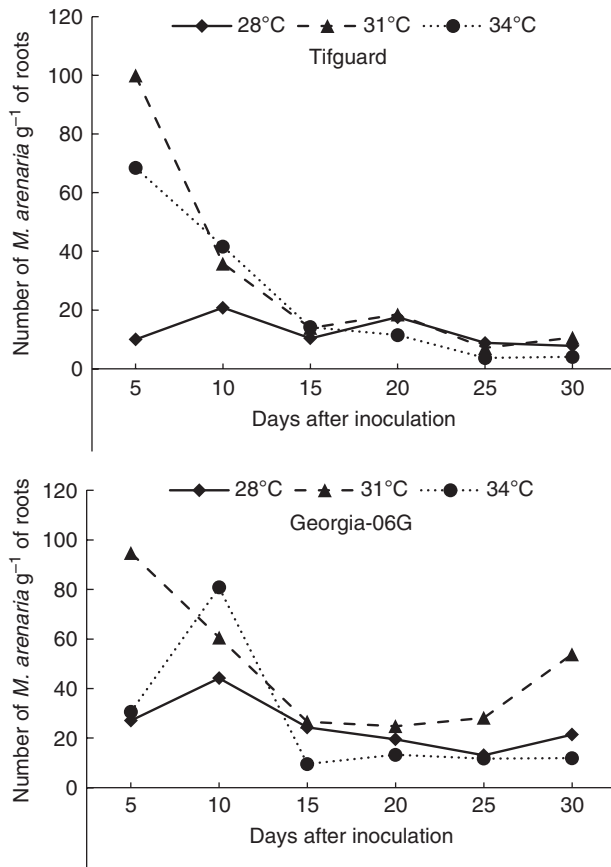 120
28°C 31°C 34°C
Tifguard
100
80
60
40
20
0
5 10 15 20 25 30
Days after inoculation
Number of M. arenaria g⁻¹ of roots
120
28°C 31°C 34°C
Georgia-06G
100
80
60
40
20
0
5 10 15 20 25 30
Days after inoculation
Number of M. arenaria g⁻¹ of roots